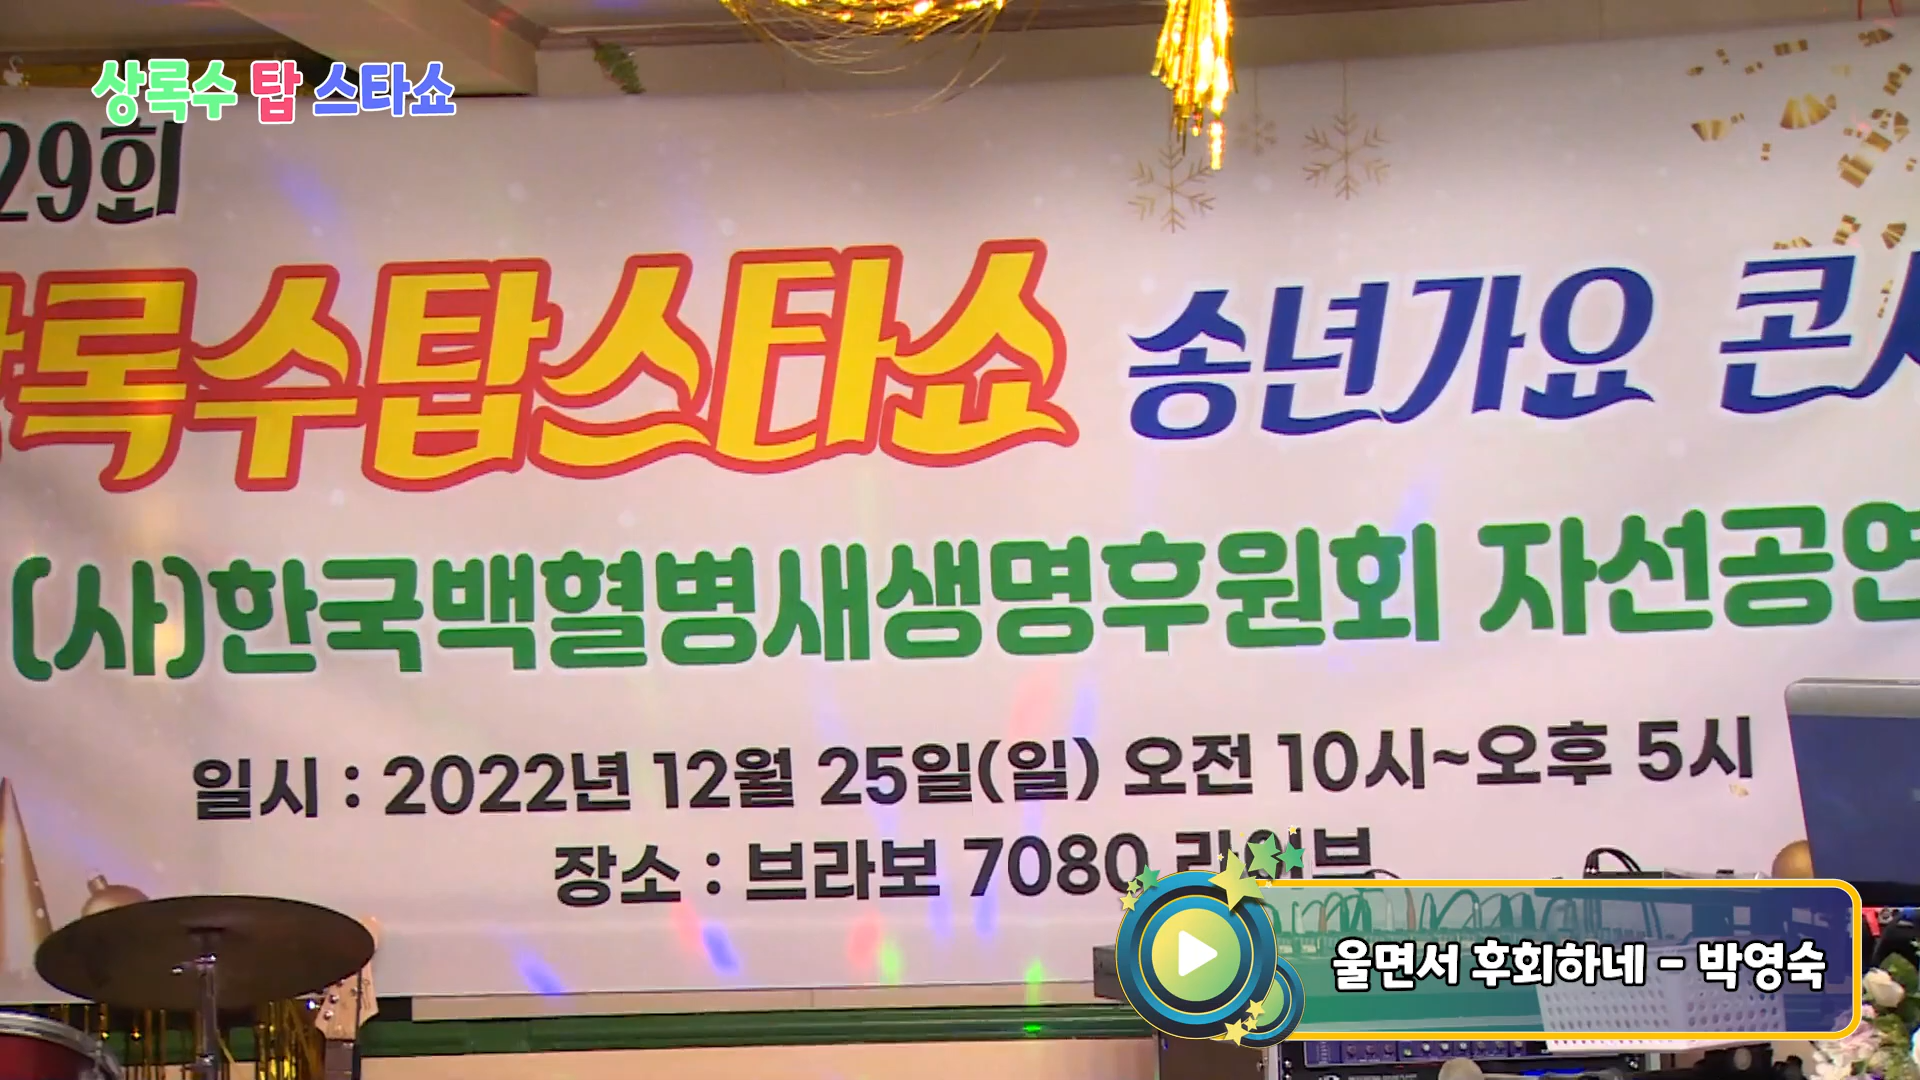 상록수 탑 스타쇼
29회
록수탑스타쇼 송년가요
(사)한국백혈병새생명후원회 자선공연
일시 : 2022년 12월 25일(일) 오전 10시~오후 5시
장소 : 브라보 7080 라이브
울면서 후회하네 - 박영숙